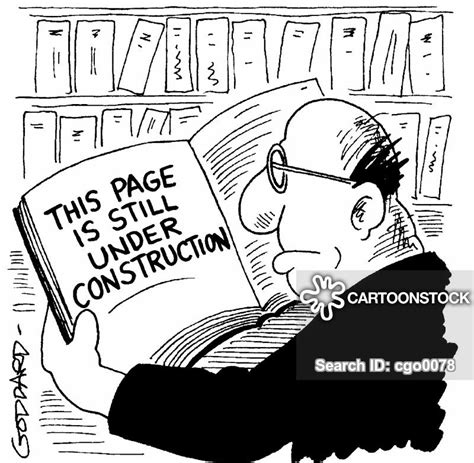 THIS PAGE
IS STILL
UNDER
CONSTRUCTION
CARTOONSTOCK
Search ID: cgo0078
GODDARD